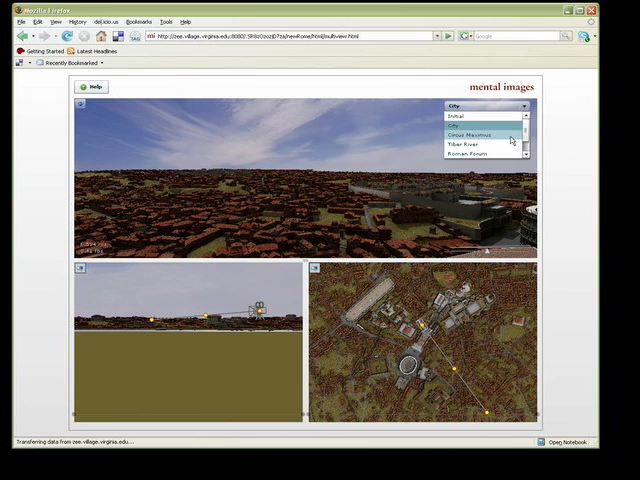 Mozilla Firefox
File Edit View History del.icio.us Bookmarks Tools Help
TAG
Google
Getting Started Latest Headlines
Recently Bookmarked
Help
mental images
City
Initial
City
Circus Maximus
Tiber River
Roman Forum
Transferring data from zee.village.virginia.edu...
Open Notebook